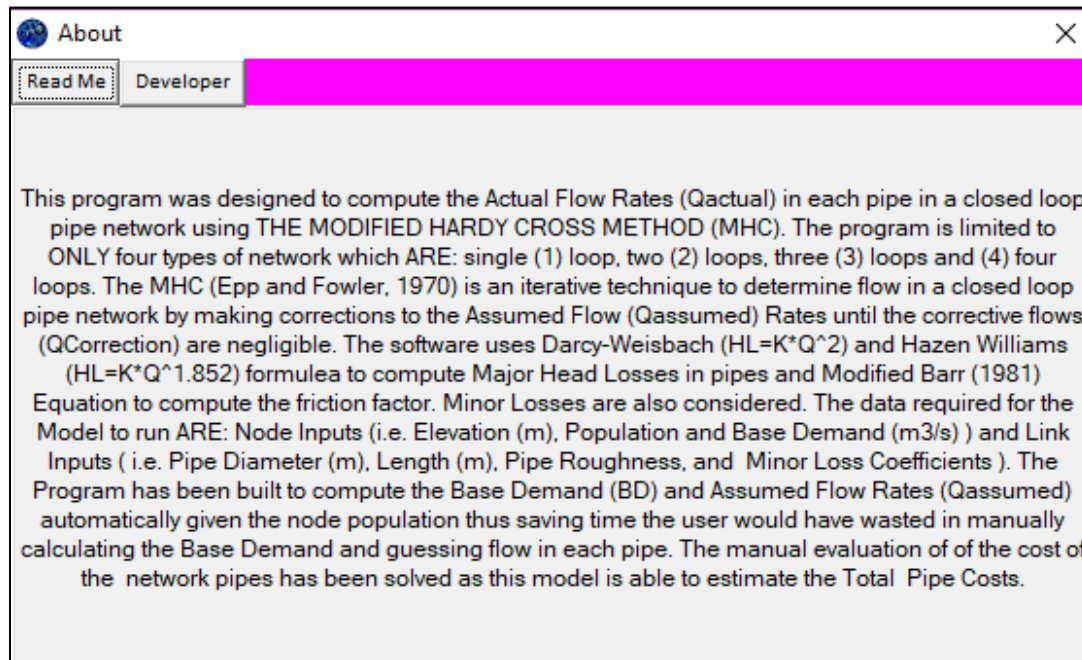 About
Read Me Developer
This program was designed to compute the Actual Flow Rates (Qactual) in each pipe in a closed loop
pipe network using THE MODIFIED HARDY CROSS METHOD (MHC). The program is limited to
ONLY four types of network which ARE: single (1) loop, two (2) loops, three (3) loops and (4) four
loops. The MHC (Epp and Fowler, 1970) is an iterative technique to determine flow in a closed loop
pipe network by making corrections to the Assumed Flow (Qassumed) Rates until the corrective flows
(QCorrection) are negligible. The software uses Darcy-Weisbach (HL=K*Q^2) and Hazen Williams
(HL=K*Q^1.852) formulea to compute Major Head Losses in pipes and Modified Barr (1981)
Equation to compute the friction factor. Minor Losses are also considered. The data required for the
Model to run ARE: Node Inputs (i.e. Elevation (m), Population and Base Demand (m3/s) ) and Link
Inputs ( i.e. Pipe Diameter (m), Length (m), Pipe Roughness, and  Minor Loss Coefficients ). The
Program has been built to compute the Base Demand (BD) and Assumed Flow Rates (Qassumed)
automatically given the node population thus saving time the user would have wasted in manually
calculating the Base Demand and guessing flow in each pipe. The manual evaluation of of the cost of
the  network pipes has been solved as this model is able to estimate the Total  Pipe Costs.